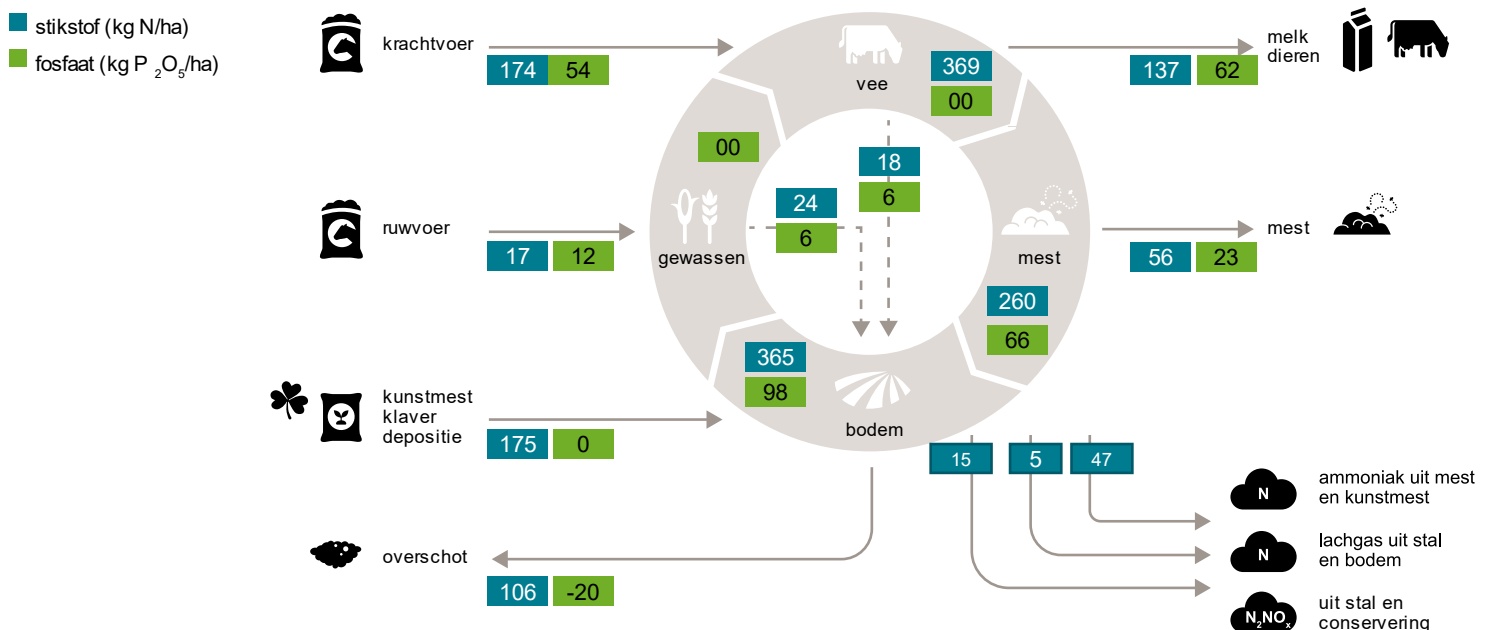 stikstof (kg N/ha)
fosfaat (kg P ₂O₅/ha)
krachtvoer
174 54
vee
369
00
melk
dieren
137 62
00
18
6
24
6
ruwvoer
17 12
gewassen
mest
260
66
mest
56 23
365
98
bodem
kunstmest
klaver
depositie
175 0
15 5 47
N
ammoniak uit mest
en kunstmest
overschot
106 -20
N
lachgas uit stal
en bodem
N₂NOₓ
uit stal en
conservering